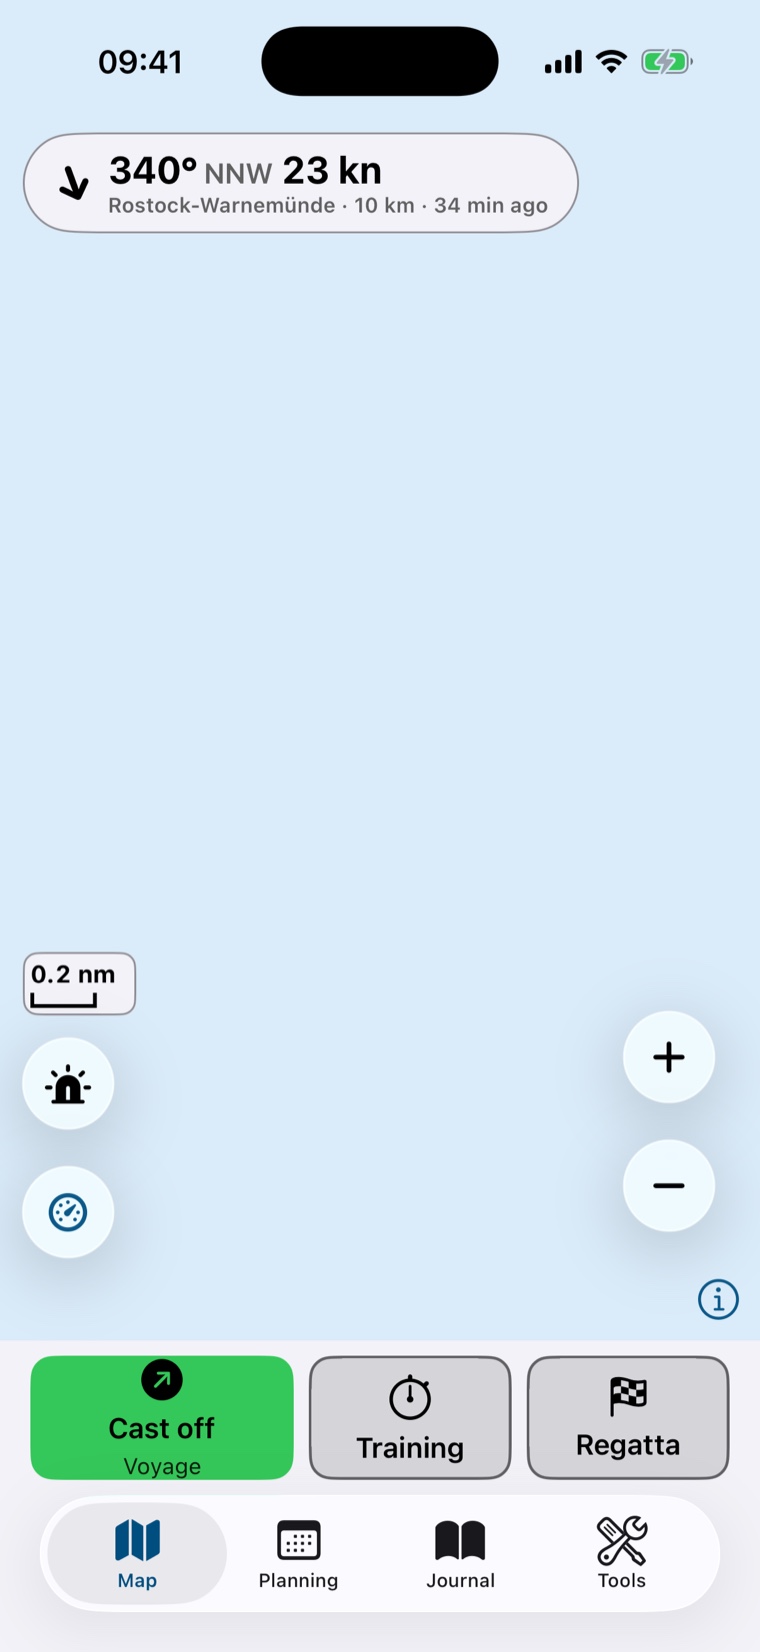 09:41
340° NNW 23 kn
Rostock-Warnemünde · 10 km · 34 min ago
0.2 nm
Cast off
Voyage
Training
Regatta
Map
Planning
Journal
Tools